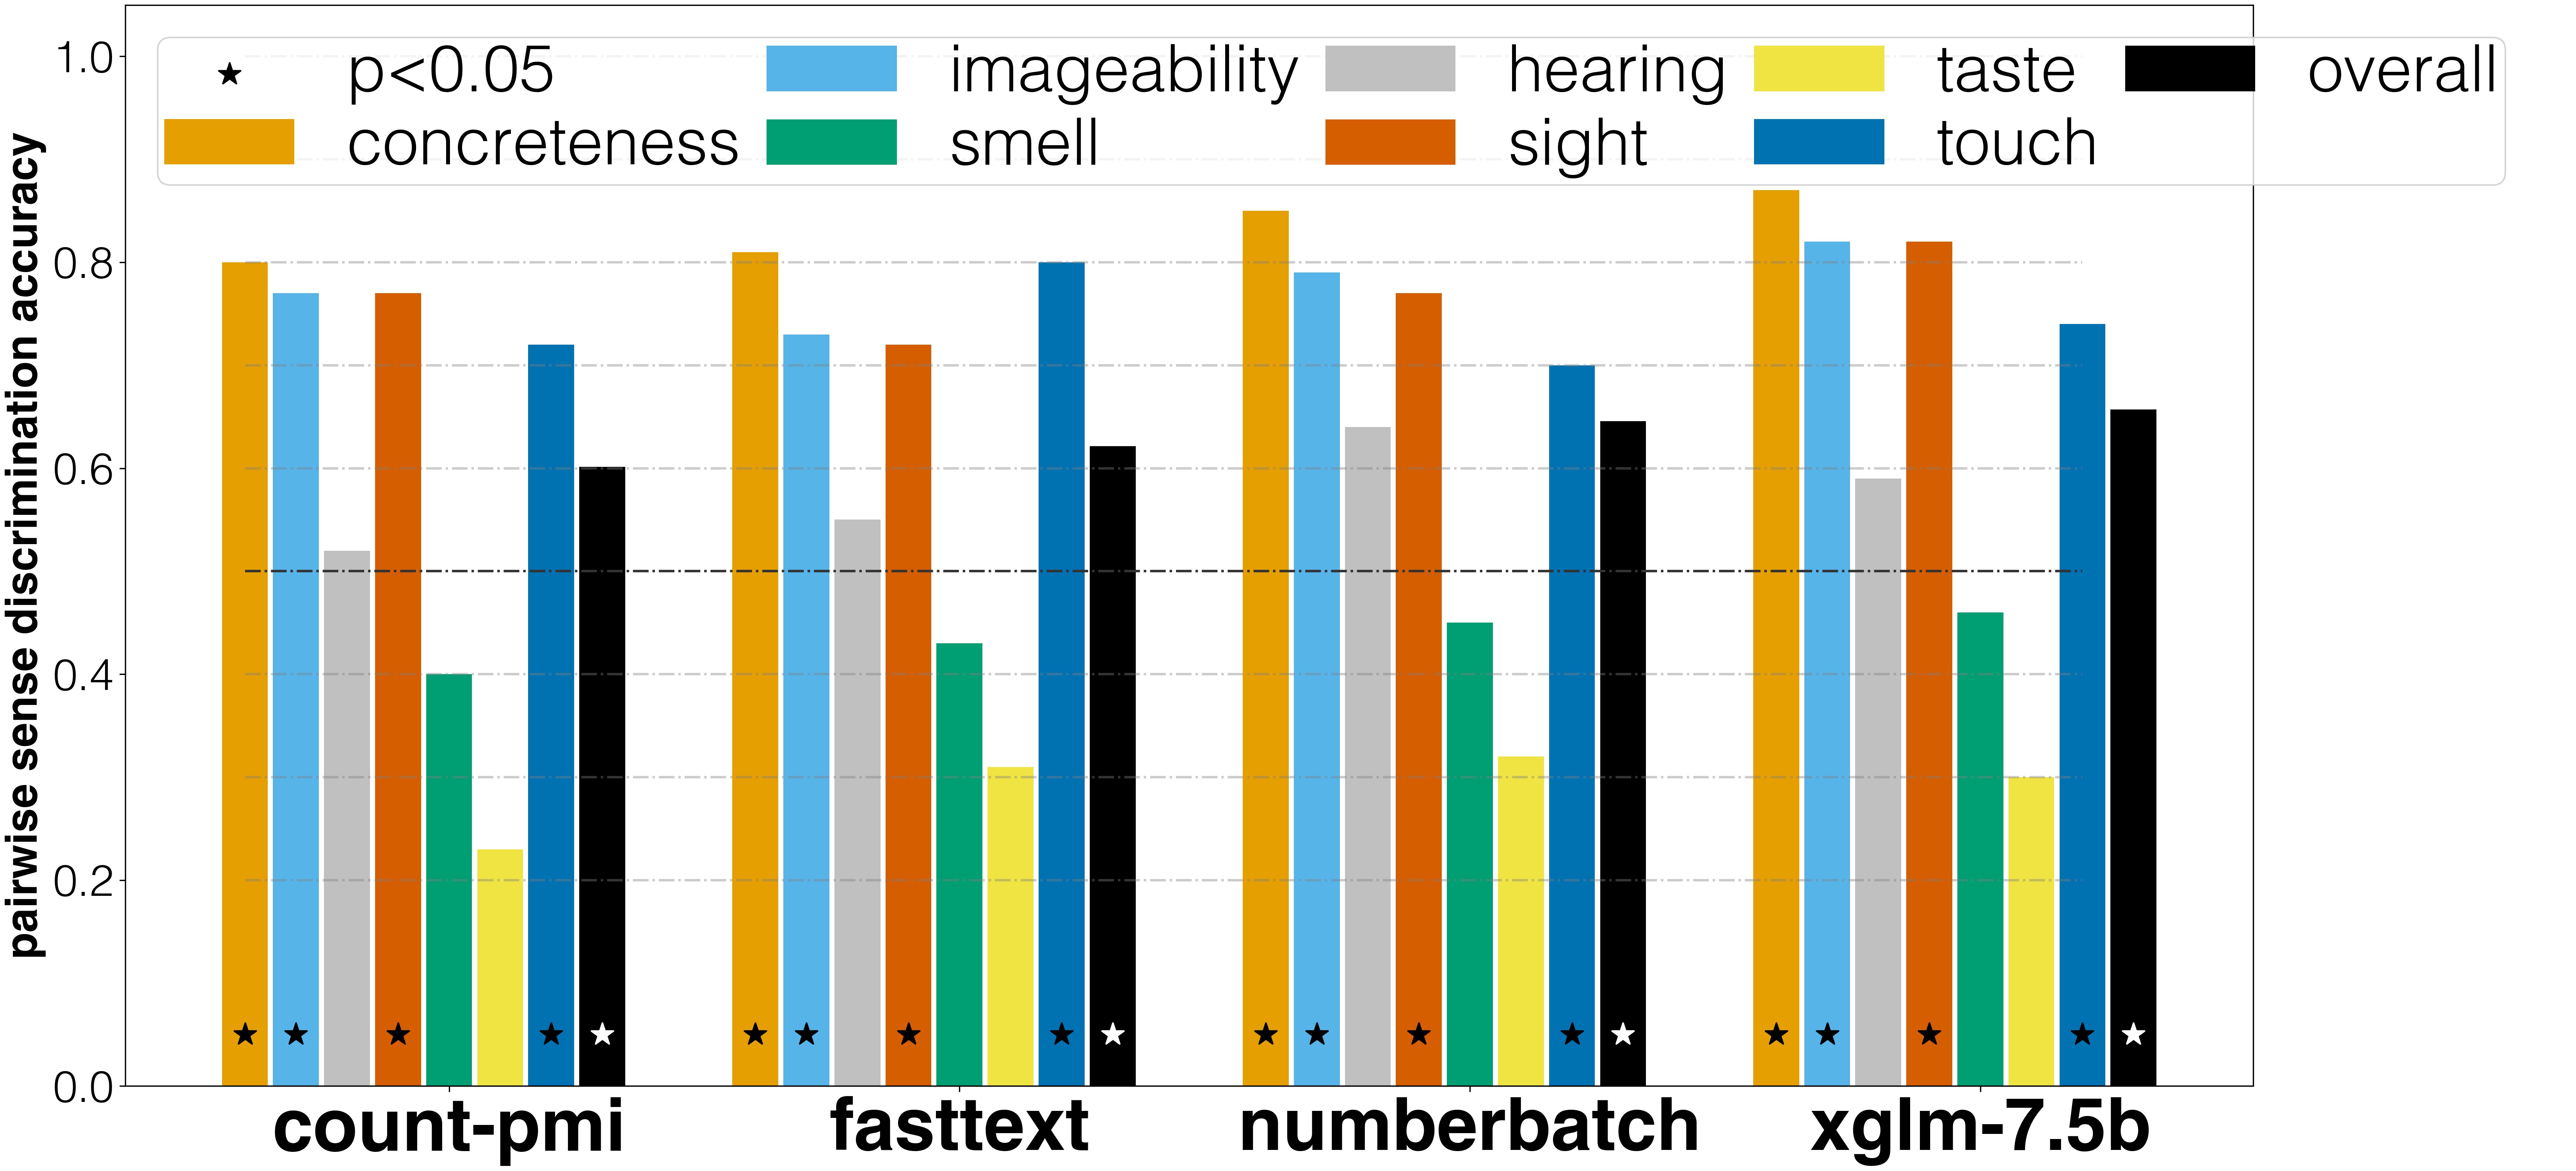 pairwise sense discrimination accuracy
1.0
0.8
0.6
0.4
0.2
0.0
p<0.05
imageability
hearing
taste
overall
concreteness
smell
sight
touch
count-pmi
fasttext
numberbatch
xglm-7.5b